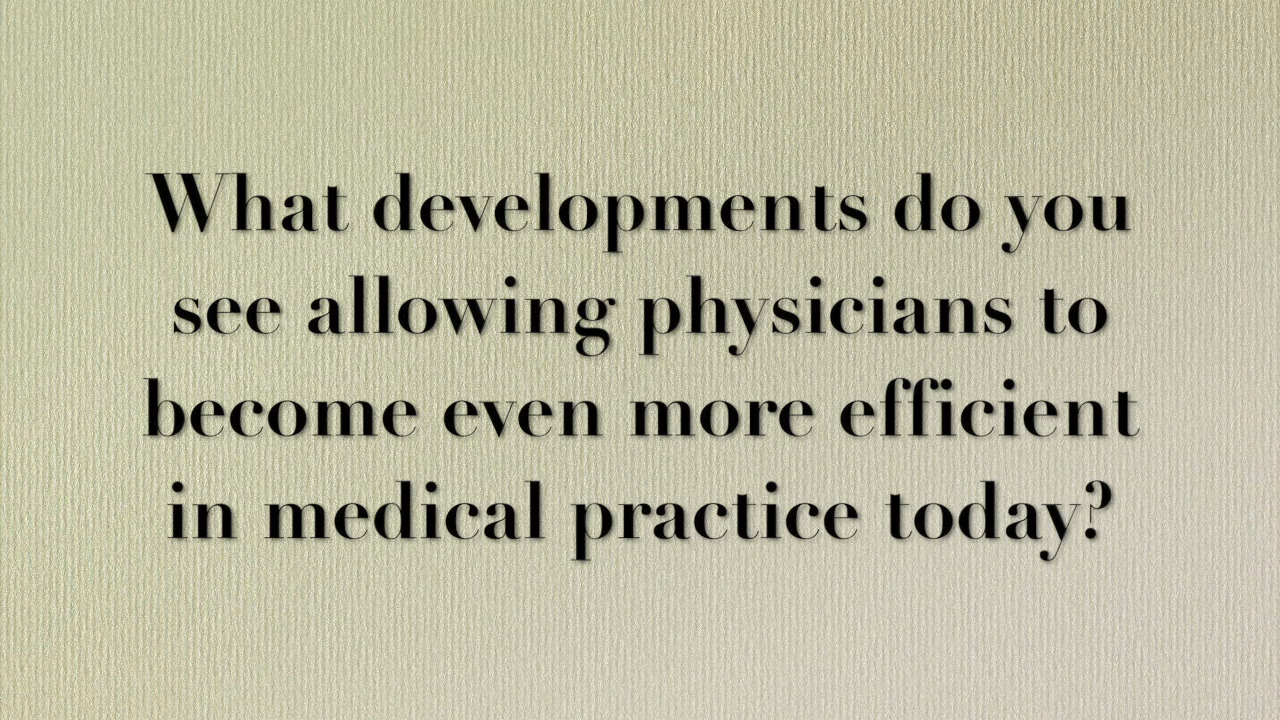 What developments do you
see allowing physicians to
become even more efficient
in medical practice today?